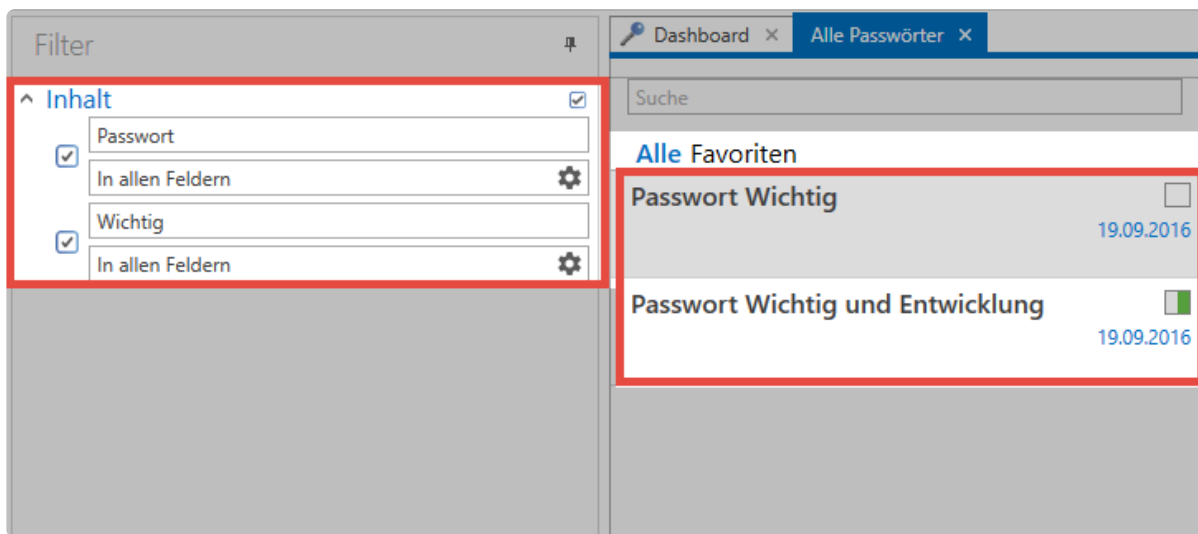 Filter
Inhalt
Passwort
In allen Feldern
Wichtig
In allen Feldern
Dashboard
Alle Passwörter
Suche
Alle Favoriten
Passwort Wichtig
19.09.2016
Passwort Wichtig und Entwicklung
19.09.2016